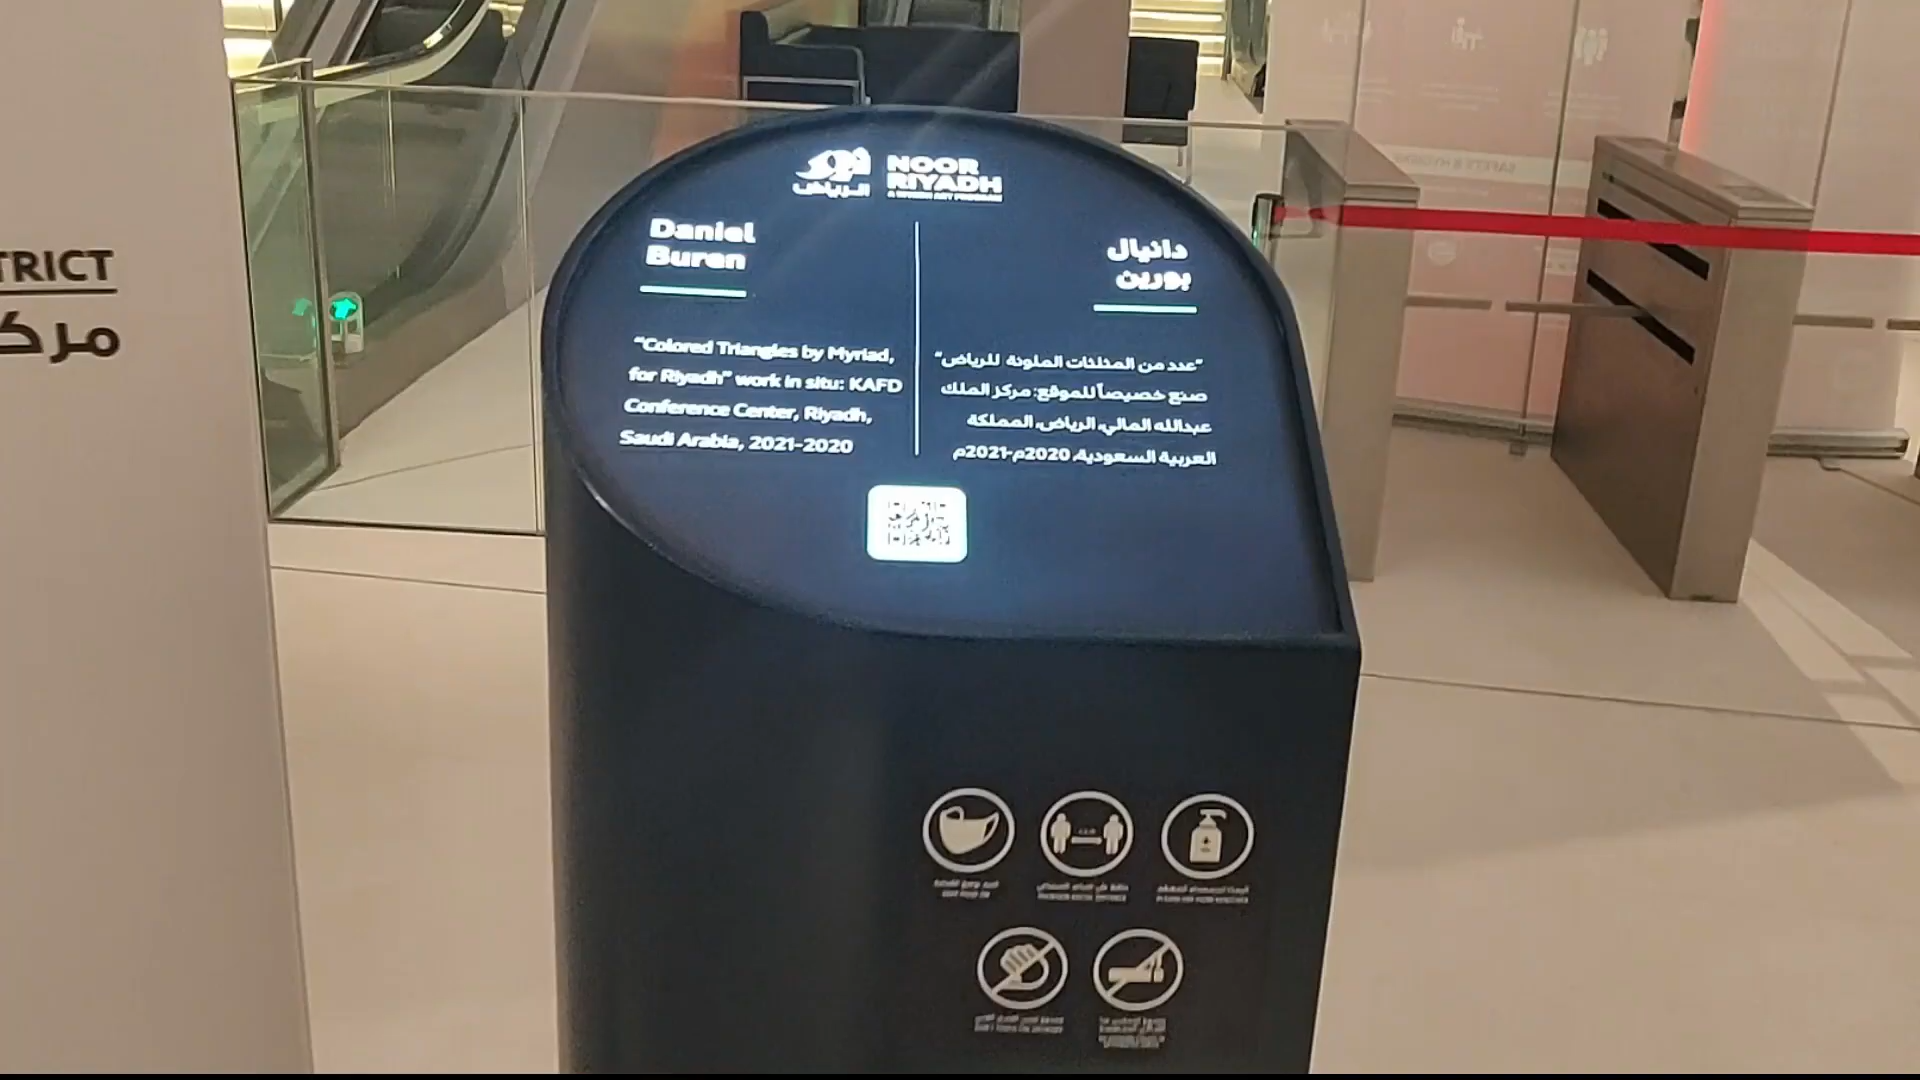 TRICT
مركـ
نور
الرياض
NOOR
RIYADH
Daniel
Buren
"Colored Triangles by Myriad,
for Riyadh" work in situ: KAFD
Conference Center, Riyadh,
Saudi Arabia, 2021-2020
دانيال
بورين
"عدد من المثلثات الملونة للرياض"
صنع خصيصاً للموقع: مركز الملك
عبدالله المالي، الرياض، المملكة
العربية السعودية، 2020م-2021م